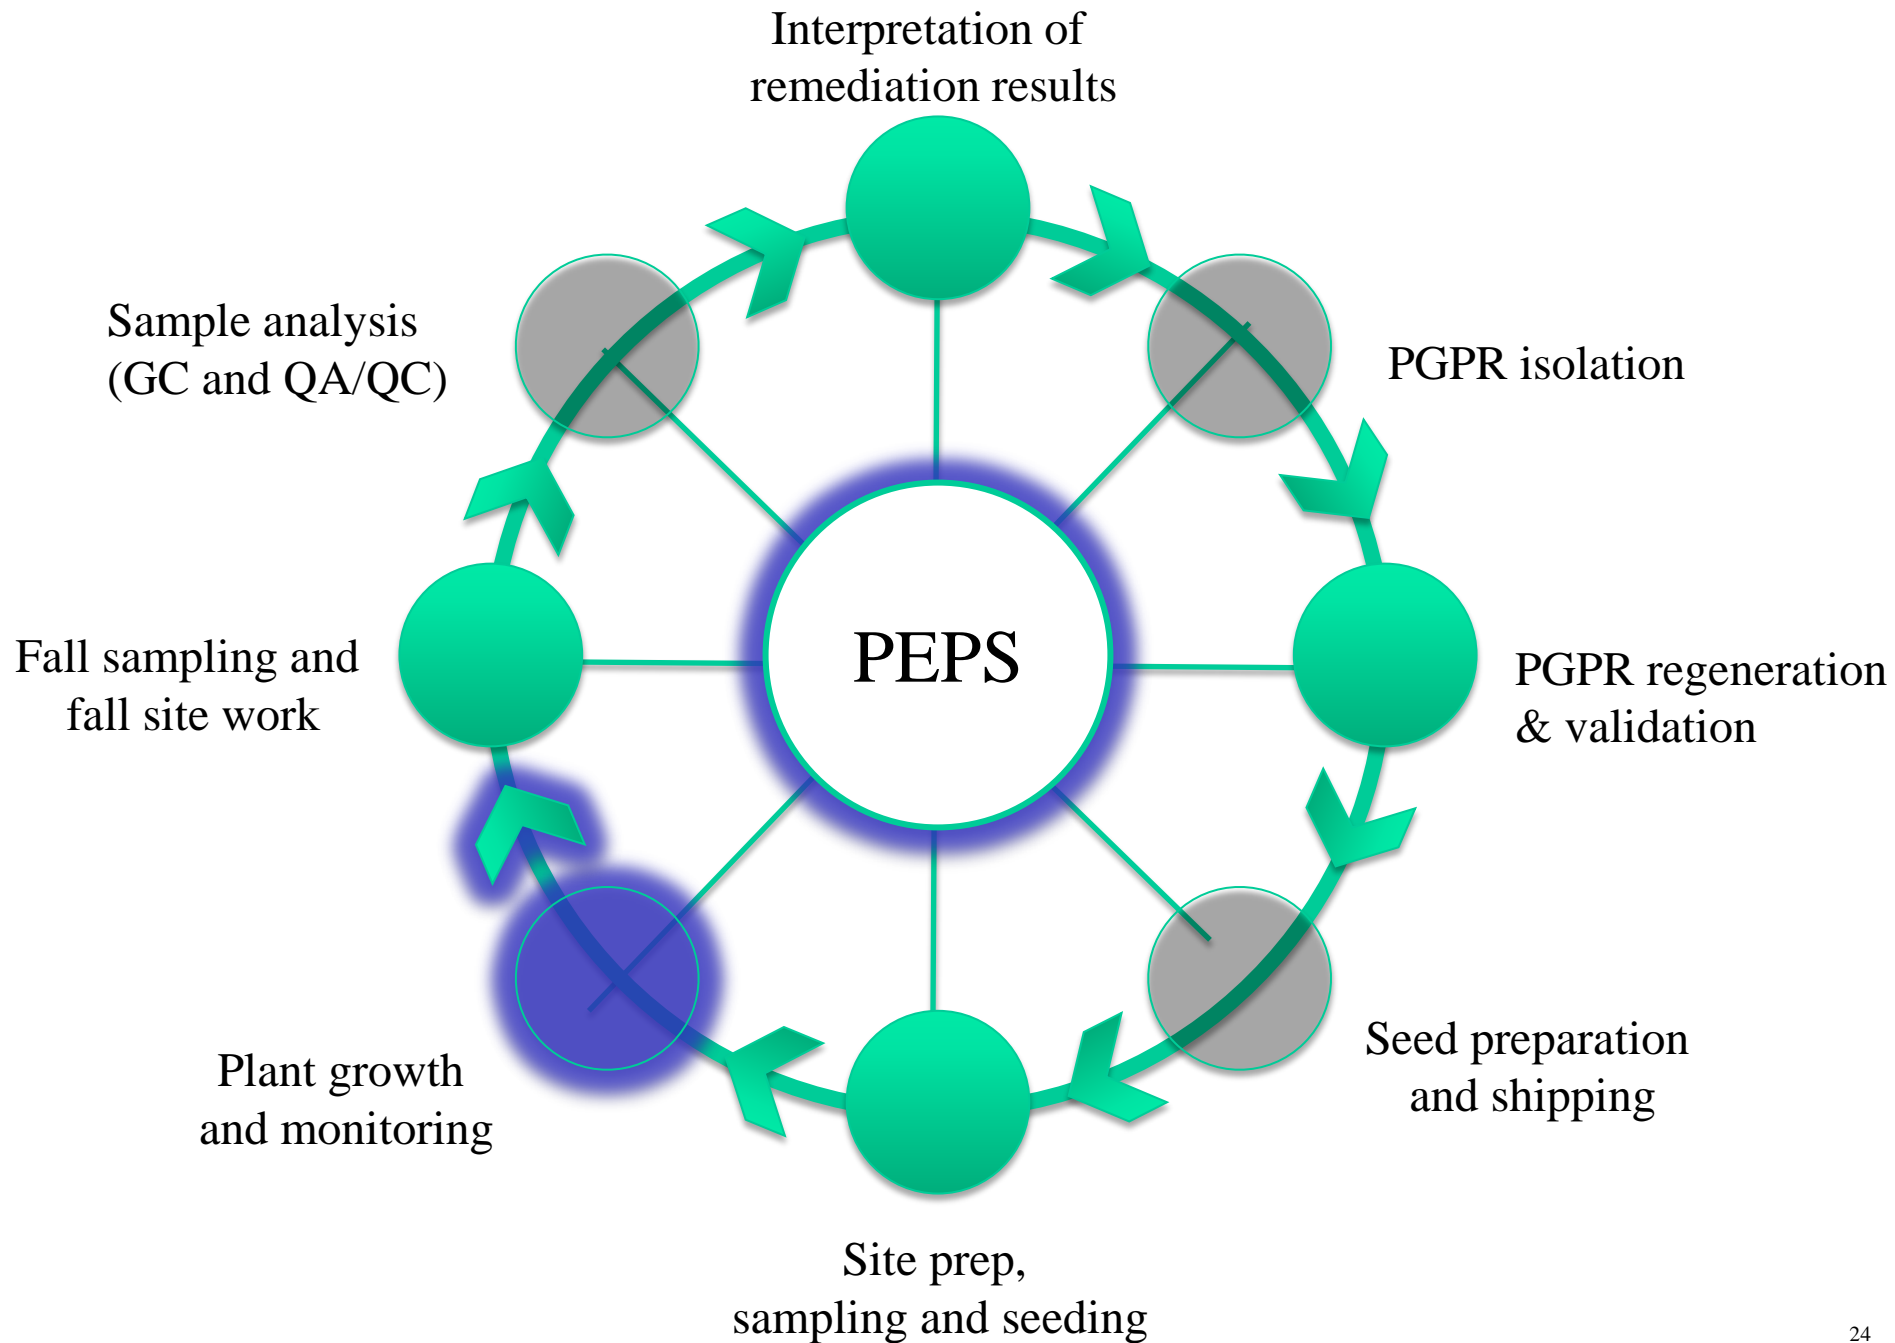 Interpretation of
remediation results
Sample analysis
(GC and QA/QC)
PGPR isolation
PEPS
Fall sampling and
fall site work
PGPR regeneration
& validation
Plant growth
and monitoring
Seed preparation
and shipping
Site prep,
sampling and seeding
24